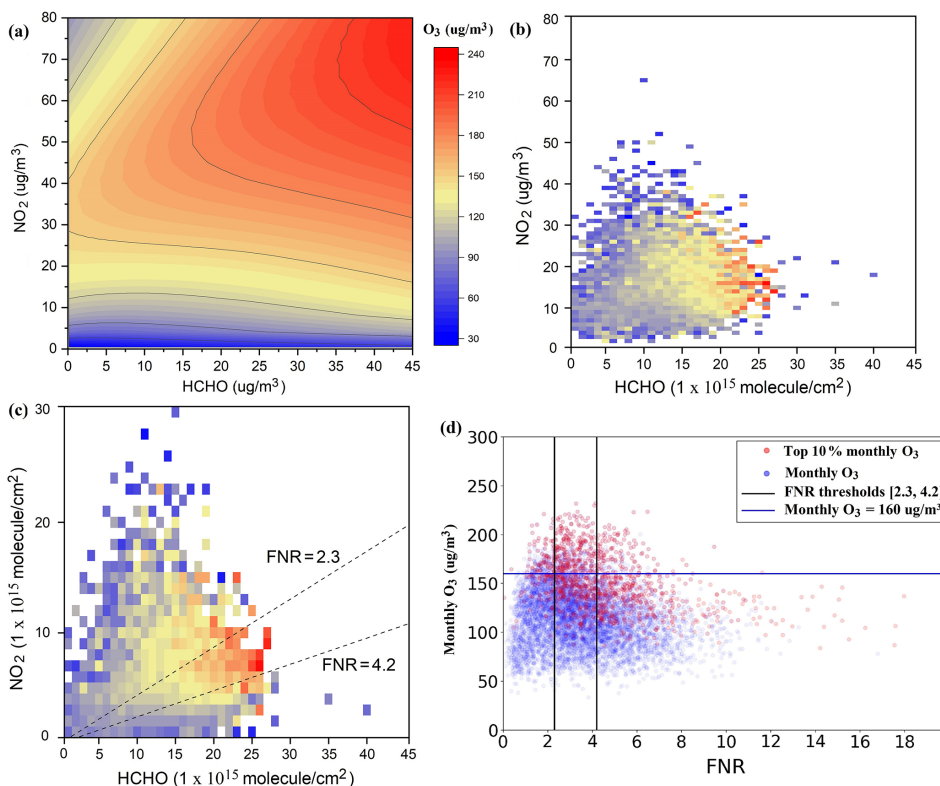 (a)
O3 (ug/m3)
80
70
60
50
40
30
20
10
0
NO2 (ug/m3)
0 5 10 15 20 25 30 35 40 45
HCHO (ug/m3)
240
210
180
150
120
90
60
30
(b)
80
70
60
50
40
30
20
10
0
NO2 (ug/m3)
0 5 10 15 20 25 30 35 40 45
HCHO (1 x 10^15 molecule/cm2)
(c)
30
20
10
0
NO2 (1 x 10^15 molecule/cm2)
FNR = 2.3
FNR = 4.2
0 5 10 15 20 25 30 35 45
HCHO (1 x 10^15 molecule/cm2)
(d)
300
250
200
150
100
50
0
Monthly O3 (ug/m3)
Top 10% monthly O3
Monthly O3
FNR thresholds [2.3, 4.2
Monthly O3 = 160 ug/m3
0 2 4 6 8 10 12 14 16 18
FNR